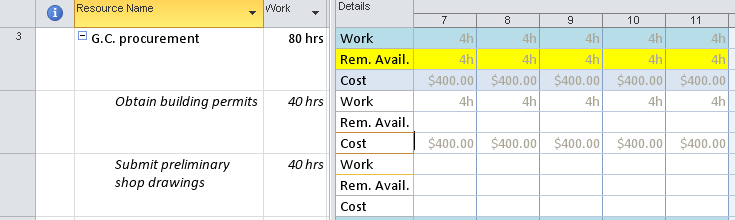 Resource Name Work Details
7 8 9 10 11
3 G.C. procurement 80 hrs Work 4h 4h 4h 4h 4h
Rem. Avail. 4h 4h 4h 4h 4h
Cost $400.00 $400.00 $400.00 $400.00 $400.00
Obtain building permits 40 hrs Work 4h 4h 4h 4h 4h
Rem. Avail.
Cost $400.00 $400.00 $400.00 $400.00 $400.00
Submit preliminary 40 hrs Work
shop drawings Rem. Avail.
Cost